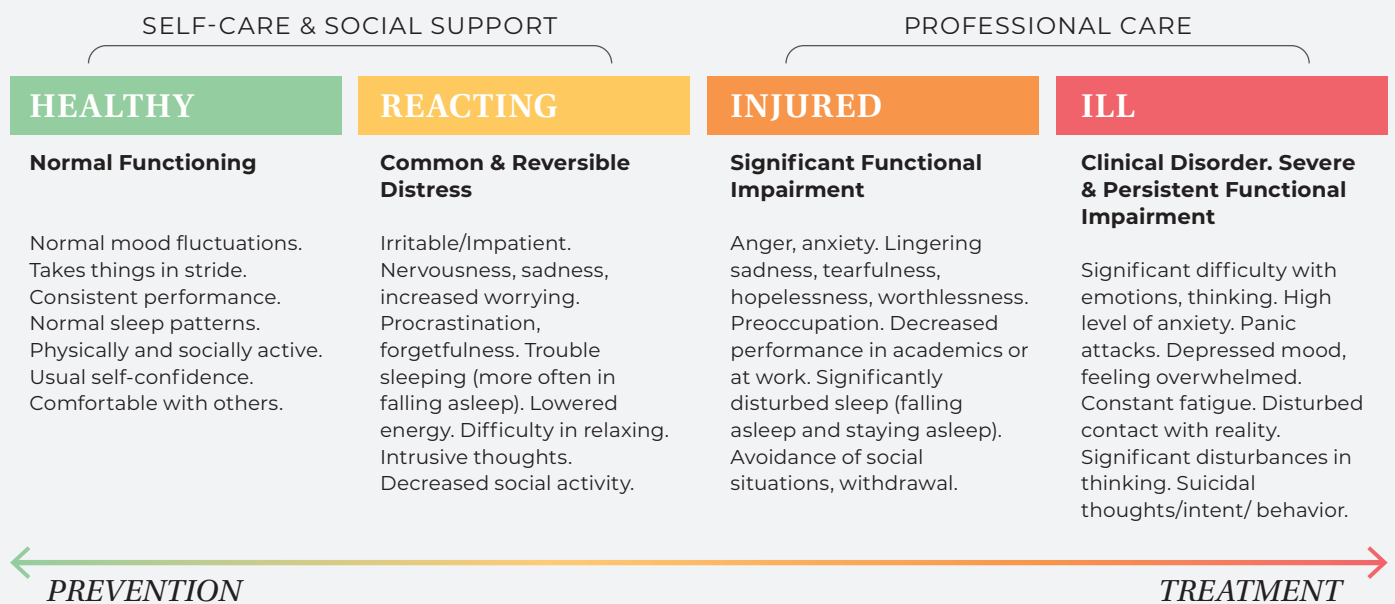 SELF-CARE & SOCIAL SUPPORT
PROFESSIONAL CARE
HEALTHY
Normal Functioning
Normal mood fluctuations.
Takes things in stride.
Consistent performance.
Normal sleep patterns.
Physically and socially active.
Usual self-confidence.
Comfortable with others.
REACTING
Common & Reversible
Distress
Irritable/Impatient.
Nervousness, sadness,
increased worrying.
Procrastination,
forgetfulness. Trouble
sleeping (more often in
falling asleep). Lowered
energy. Difficulty in relaxing.
Intrusive thoughts.
Decreased social activity.
INJURED
Significant Functional
Impairment
Anger, anxiety. Lingering
sadness, tearfulness,
hopelessness, worthlessness.
Preoccupation. Decreased
performance in academics or
at work. Significantly
disturbed sleep (falling
asleep and staying asleep).
Avoidance of social
situations, withdrawal.
ILL
Clinical Disorder. Severe
& Persistent Functional
Impairment
Significant difficulty with
emotions, thinking. High
level of anxiety. Panic
attacks. Depressed mood,
feeling overwhelmed.
Constant fatigue. Disturbed
contact with reality.
Significant disturbances in
thinking. Suicidal
thoughts/intent/ behavior.
PREVENTION
TREATMENT